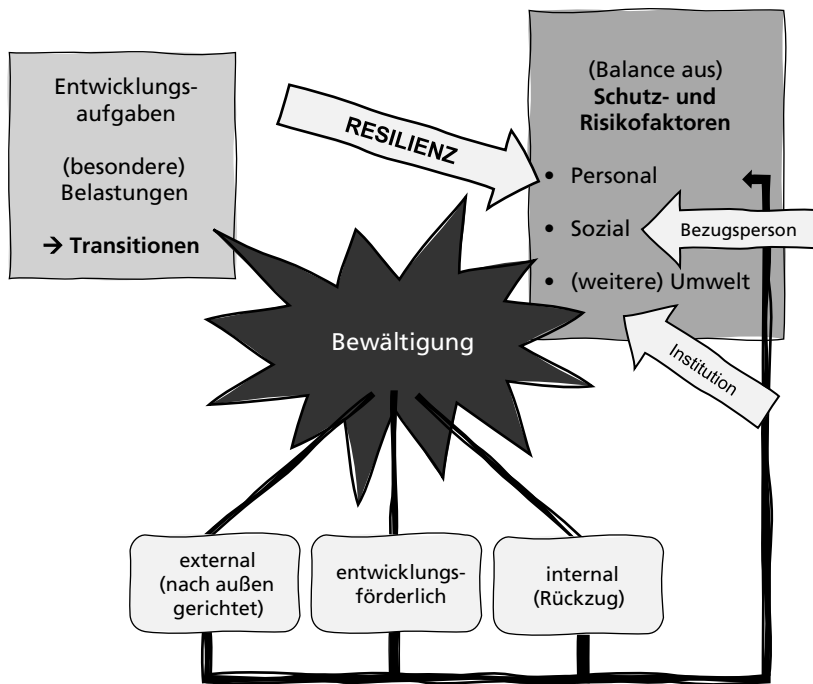 Entwicklungs-
aufgaben
(besondere)
Belastungen
→ Transitionen
RESILIENZ
(Balance aus)
Schutz- und
Risikofaktoren
• Personal
• Sozial
• (weitere) Umwelt
Bezugsperson
Institution
Bewältigung
external
(nach außen
gerichtet)
entwicklungs-
förderlich
internal
(Rückzug)